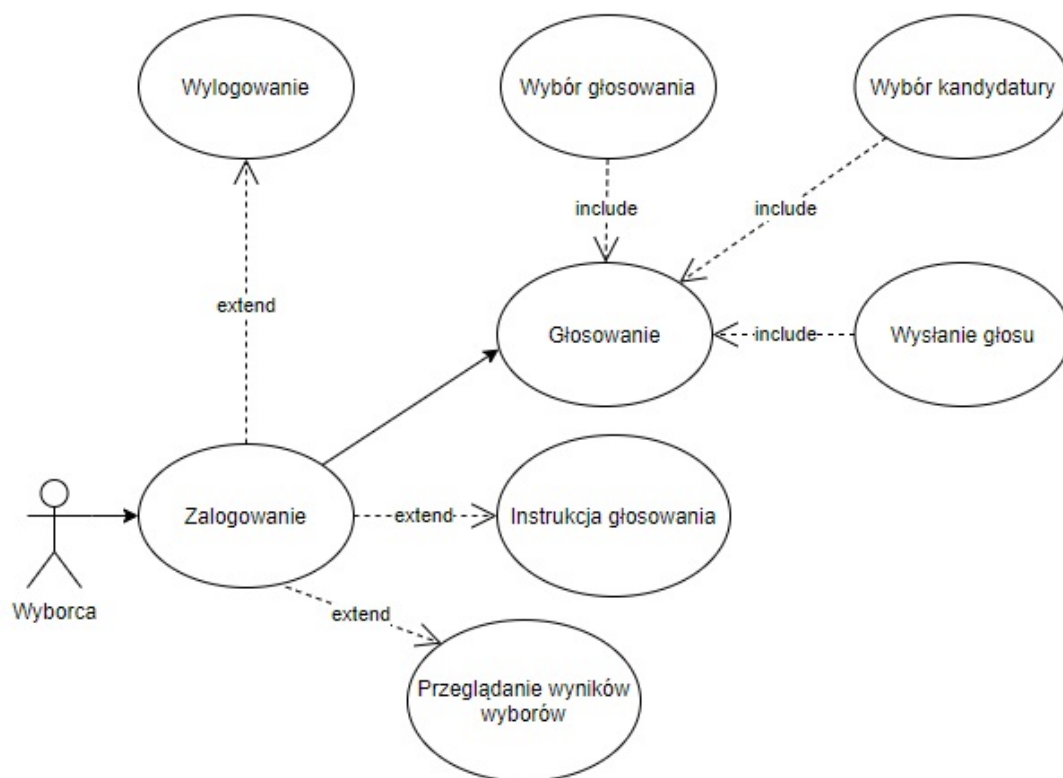 Wylogowanie
Wybór głosowania
Wybór kandydatury
include
include
extend
Głosowanie
include
Wysłanie głosu
Zalogowanie
extend
Instrukcja głosowania
Wyborca
extend
Przeglądanie wyników
wyborów